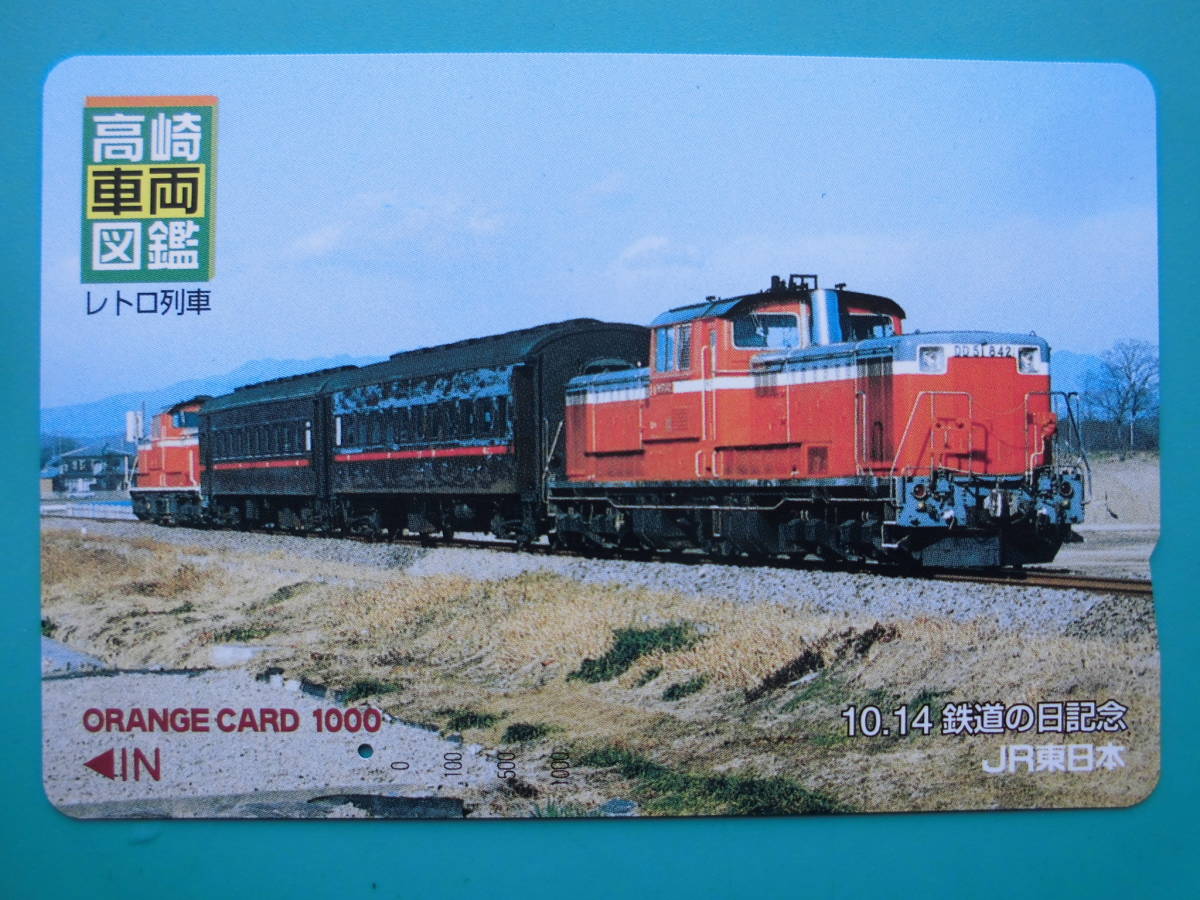 高崎
車両
図鑑
レトロ列車
DD51 842
ORANGE CARD 1000
◀IN
0 100 500 1000
10.14 鉄道の日記念
JR東日本